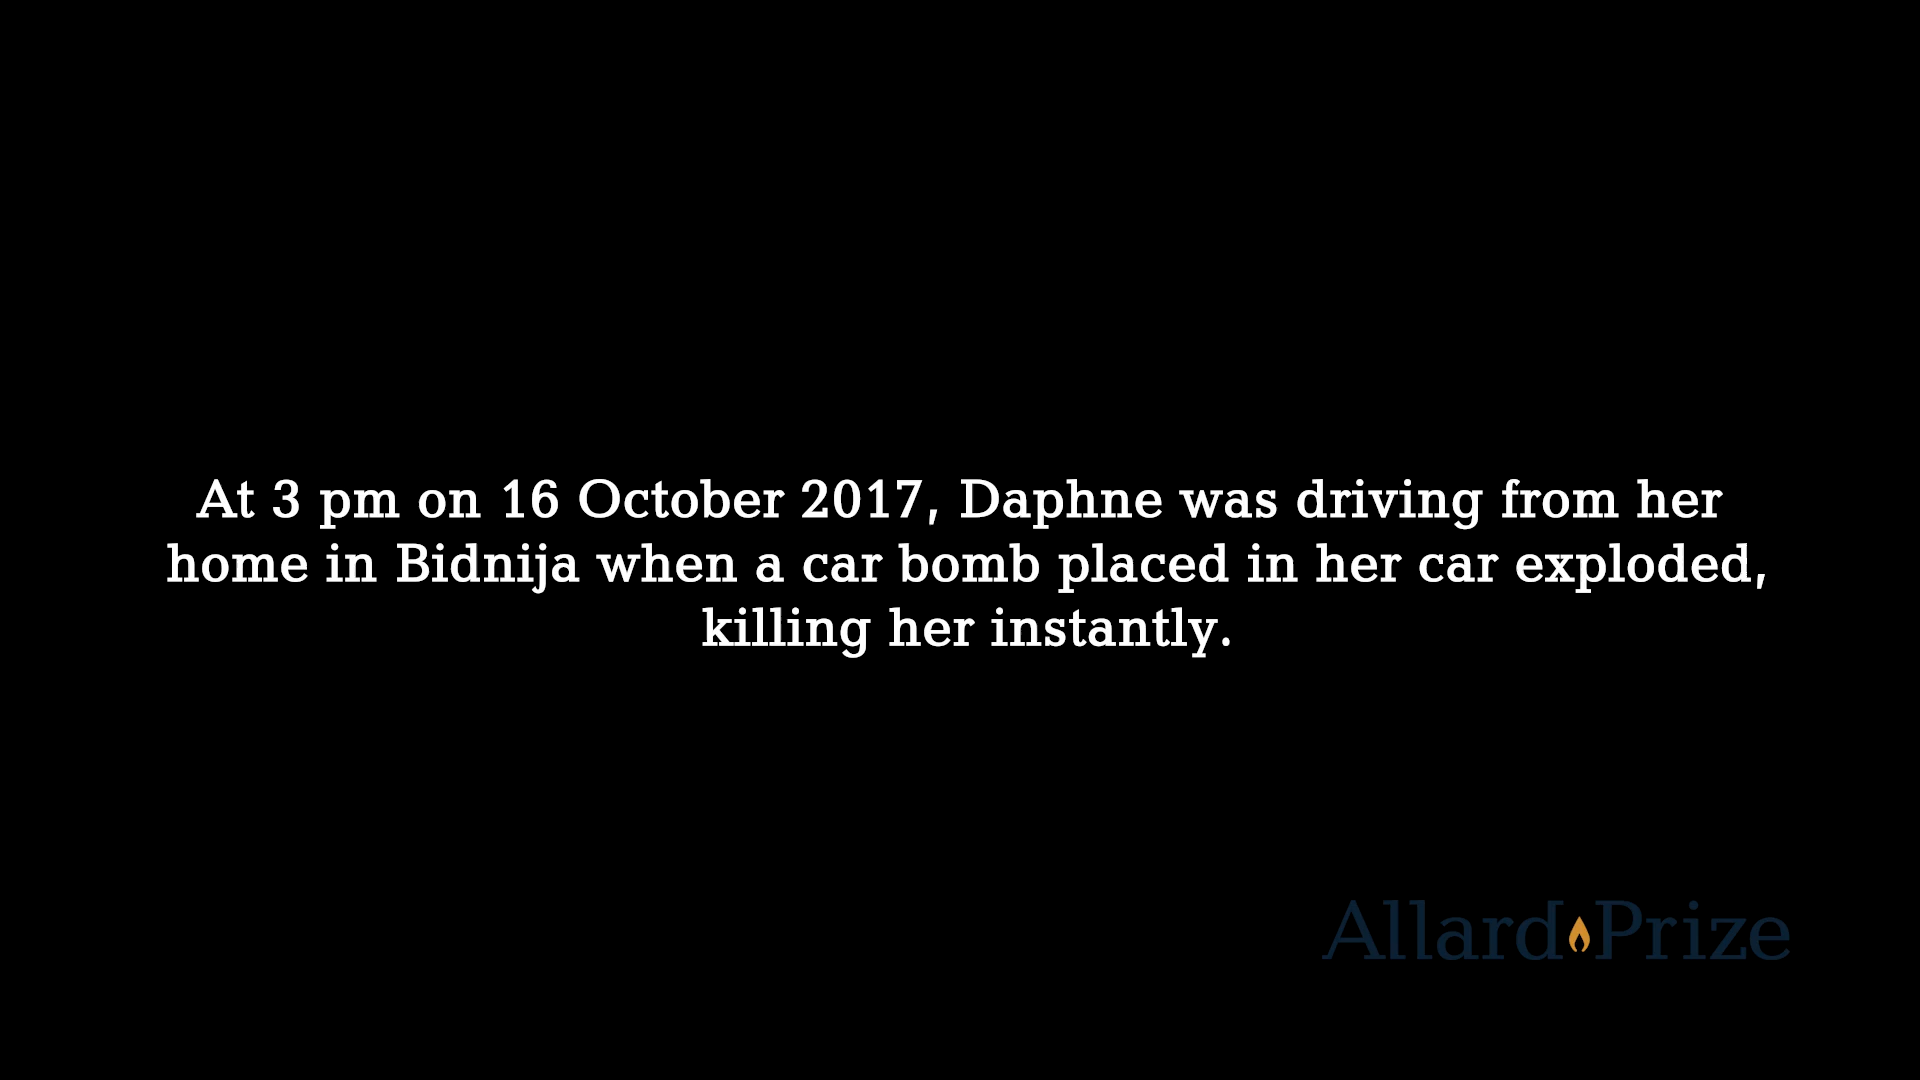 At 3 pm on 16 October 2017, Daphne was driving from her
home in Bidnija when a car bomb placed in her car exploded,
killing her instantly.
Allard Prize